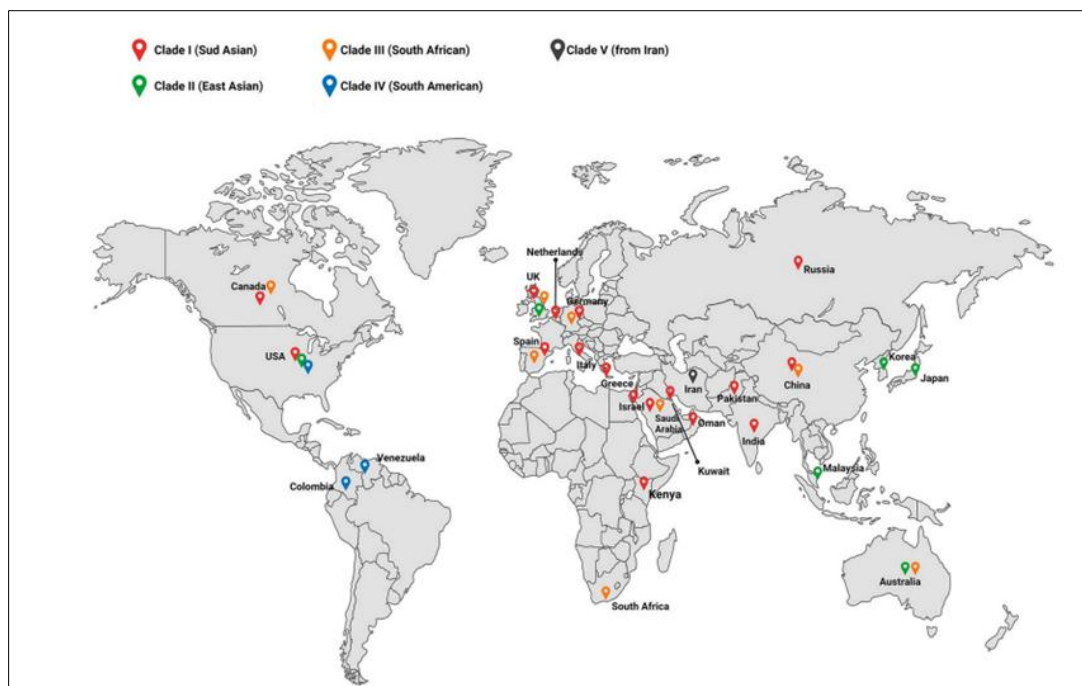 Clade I (Sud Asian)
Clade III (South African)
Clade V (from Iran)
Clade II (East Asian)
Clade IV (South American)
Netherlands
UK
Russia
Canada
Germany
Spain
USA
Italy
Korea
China
Japan
Greece
Iran
Pakistan
Israel
Saudi
Arabia
Oman
India
Venezuela
Kuwait
Malaysia
Colombia
Kenya
Australia
South Africa